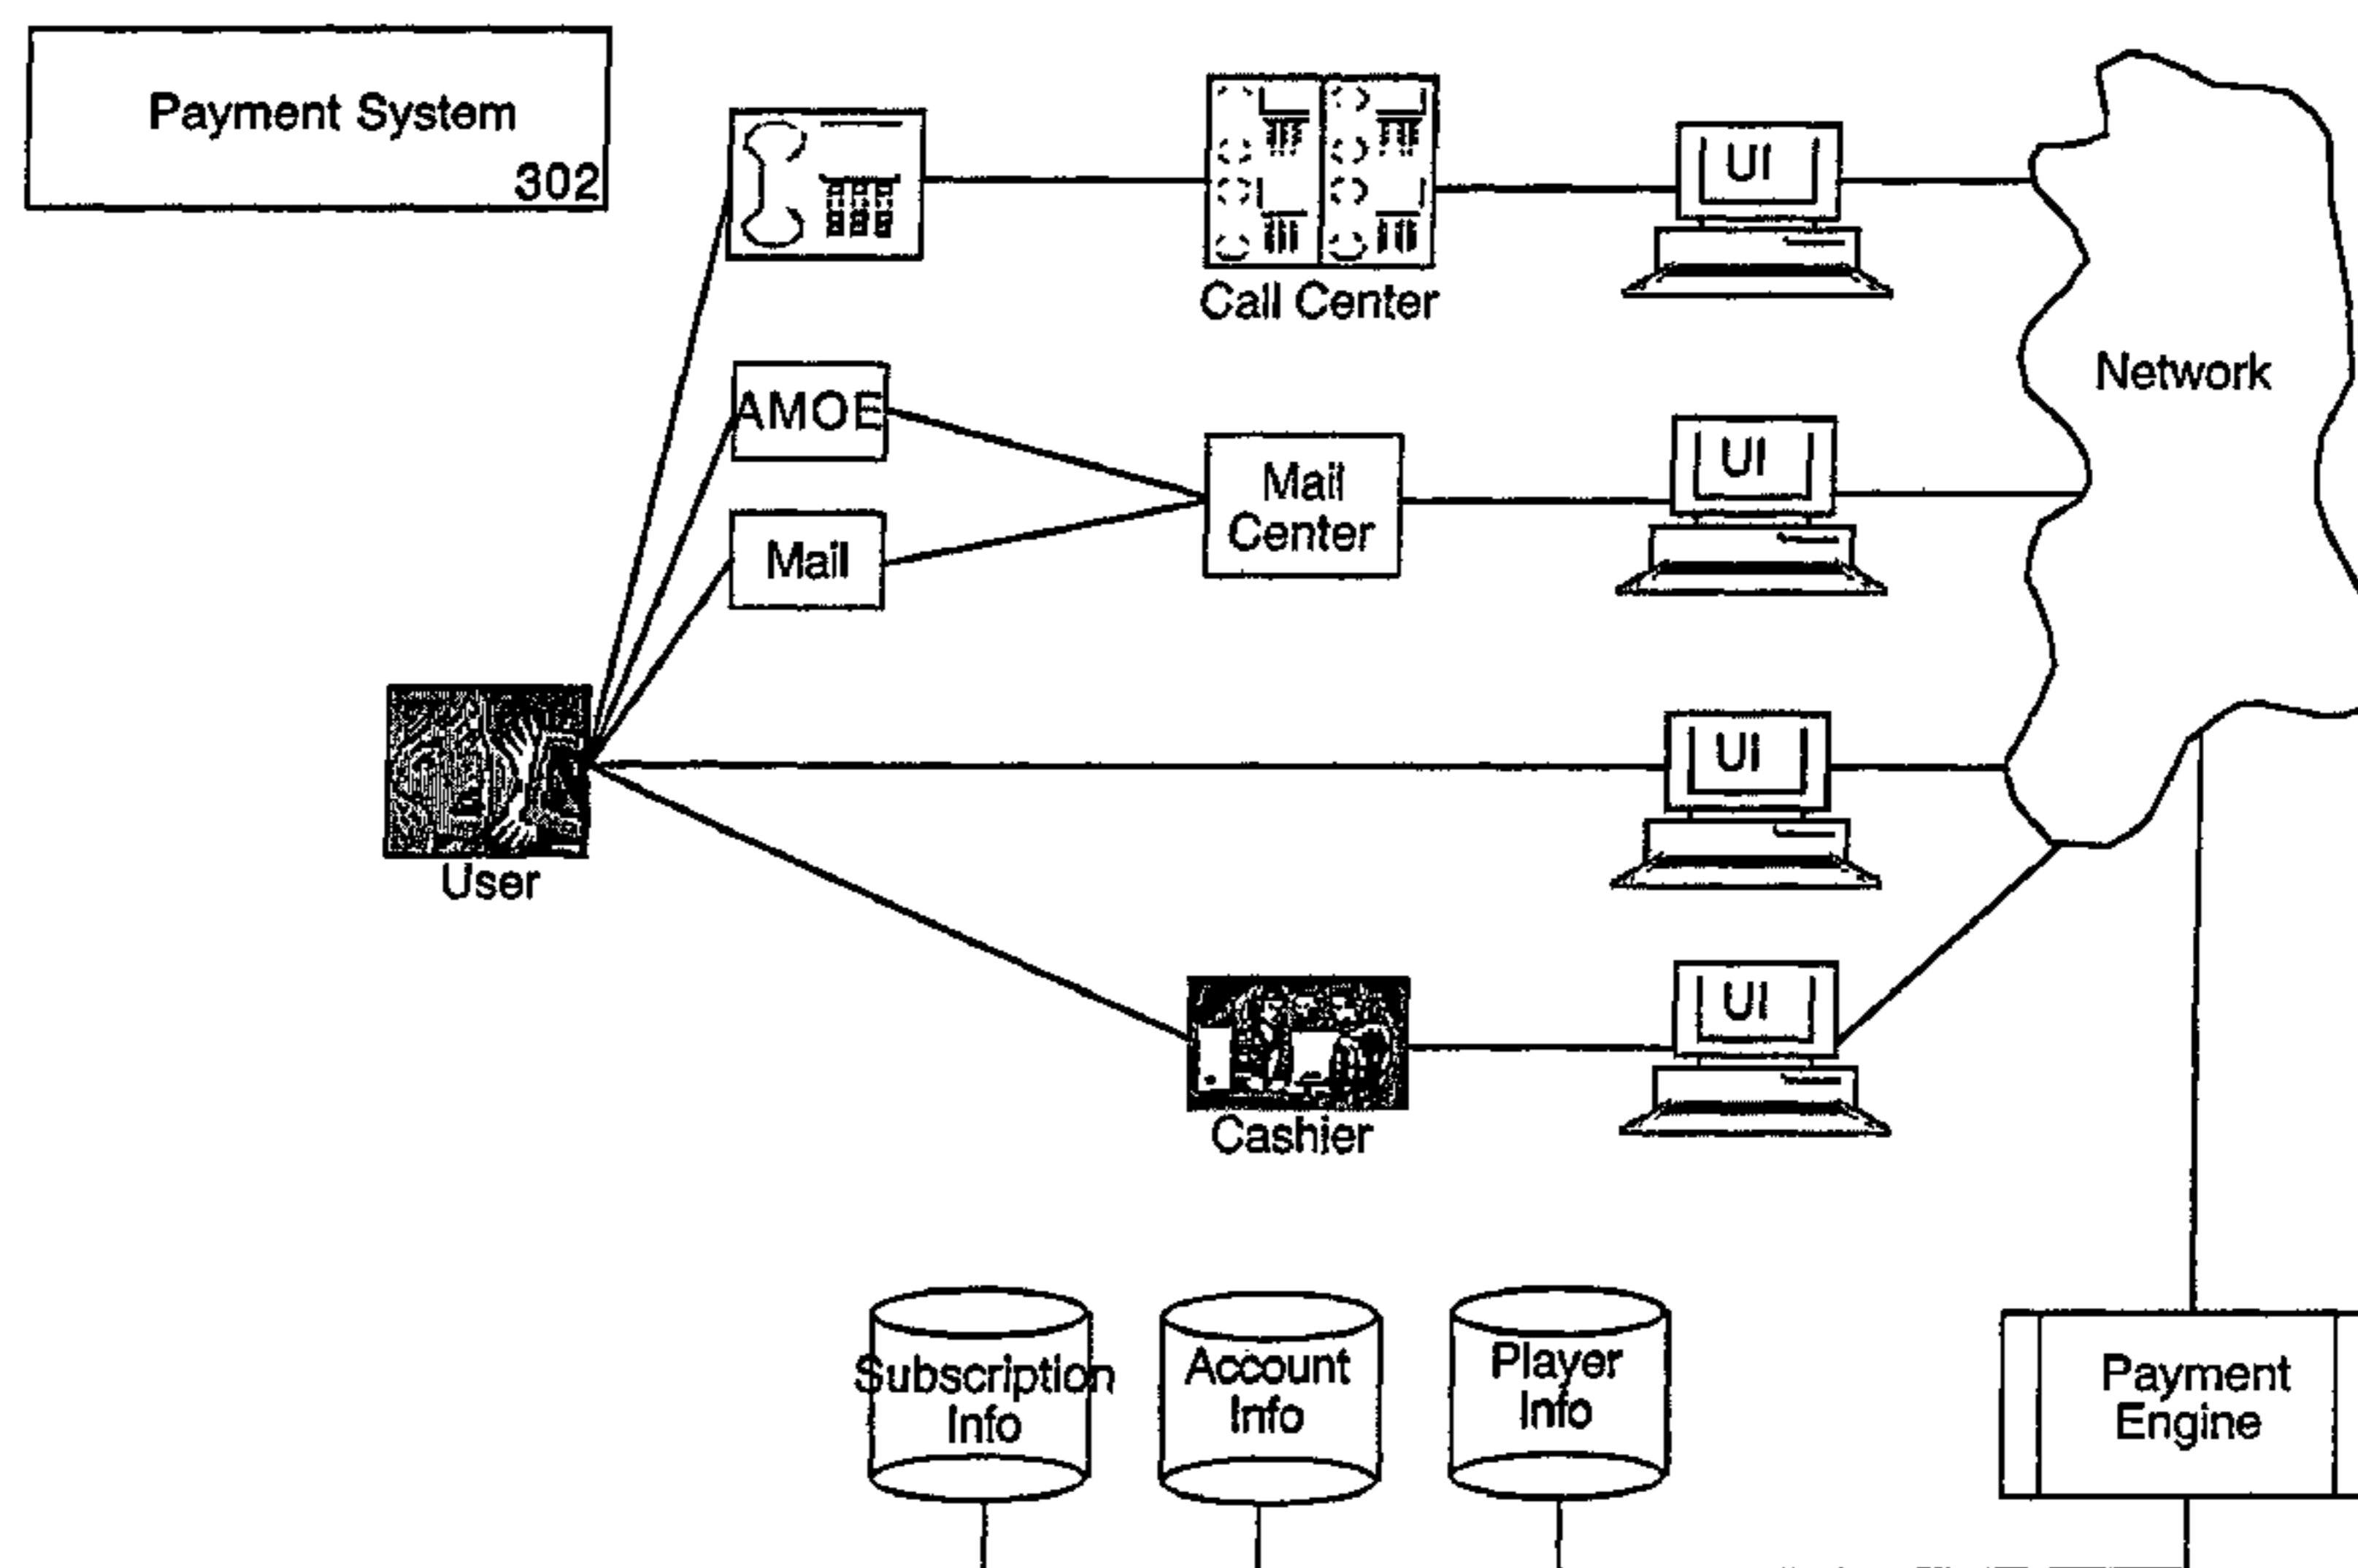 Payment System
302
UI
Call Center
Network
AMOE
Mail
Center
UI
Mail
UI
User
UI
Cashier
Subscription
Info
Account
Info
Player
Info
Payment
Engine